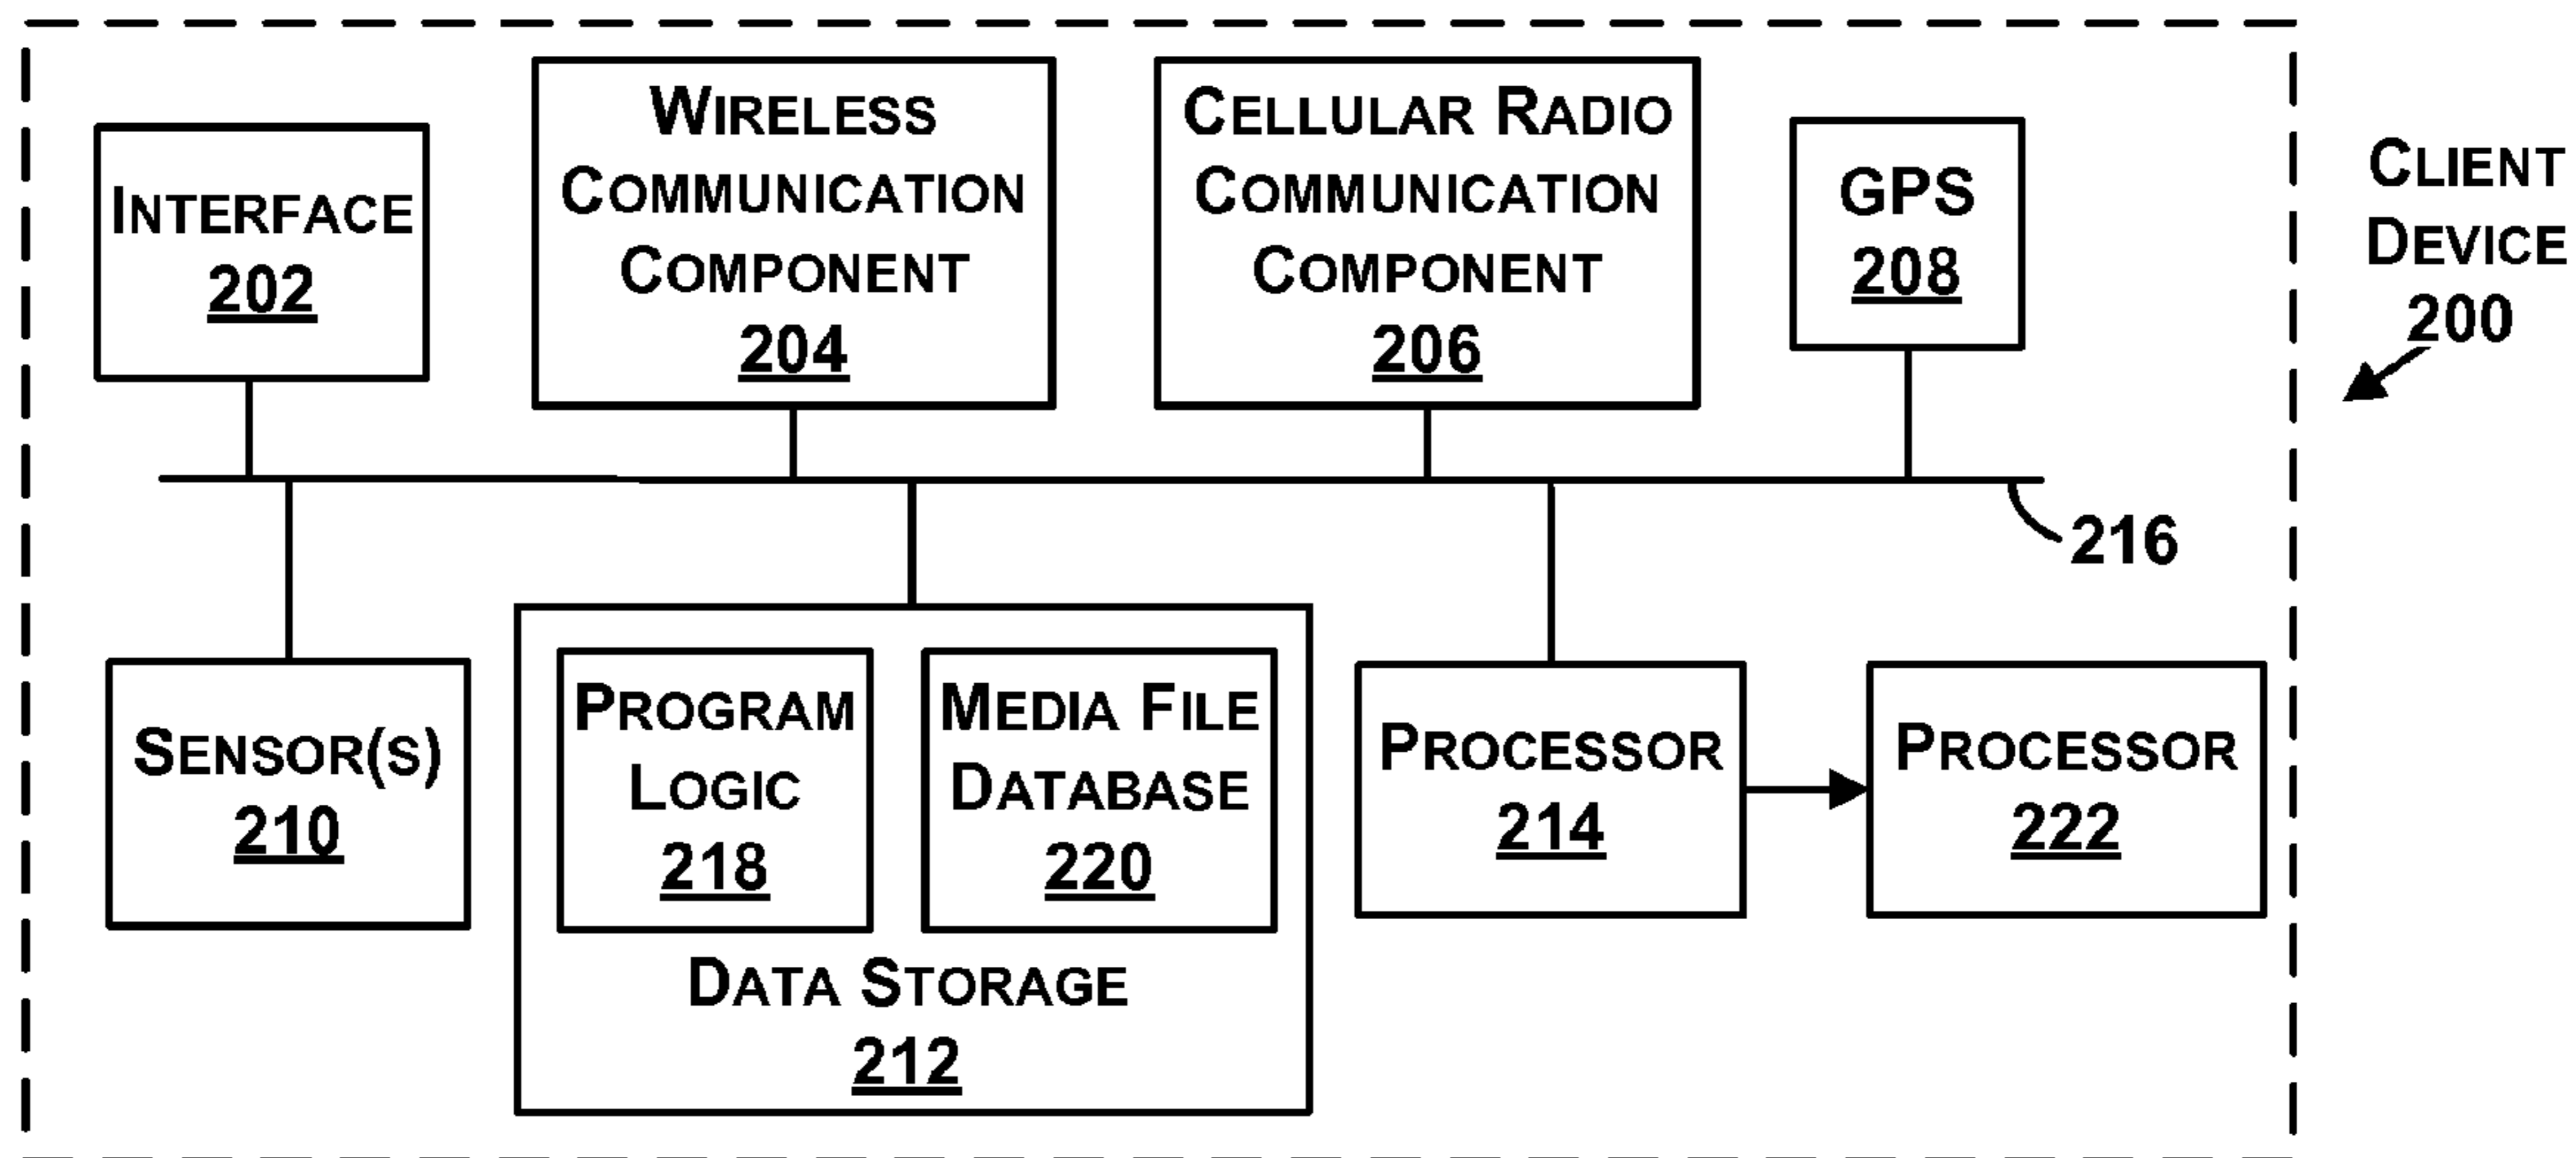 INTERFACE
202
WIRELESS
COMMUNICATION
COMPONENT
204
CELLULAR RADIO
COMMUNICATION
COMPONENT
206
GPS
208
CLIENT
DEVICE
200
216
SENSOR(S)
210
PROGRAM
LOGIC
218
MEDIA FILE
DATABASE
220
DATA STORAGE
212
PROCESSOR
214
PROCESSOR
222